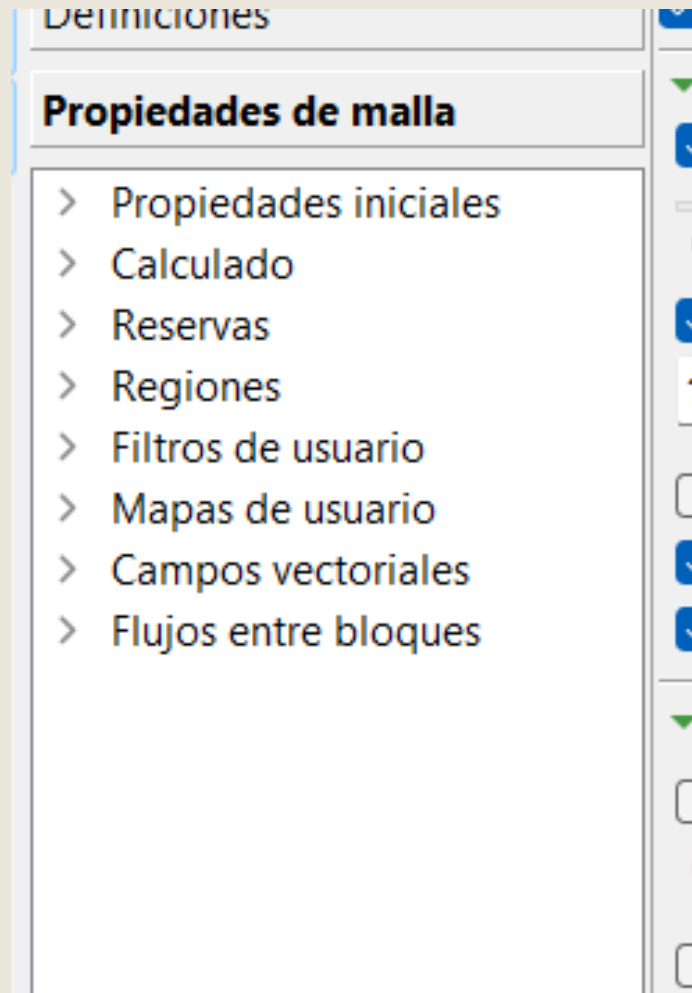 Definiciones
Propiedades de malla
Propiedades iniciales
Calculado
Reservas
Regiones
Filtros de usuario
Mapas de usuario
Campos vectoriales
Flujos entre bloques